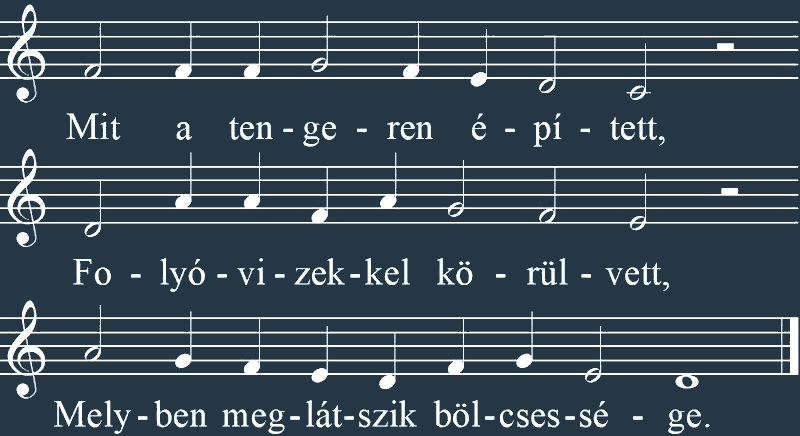 Mit a ten - ge - ren é - pí - tett,
Fo - lyó - vi - zek - kel kö - rül - vett,
Mely - ben meg - lát - szik böl - cses - sé - ge.